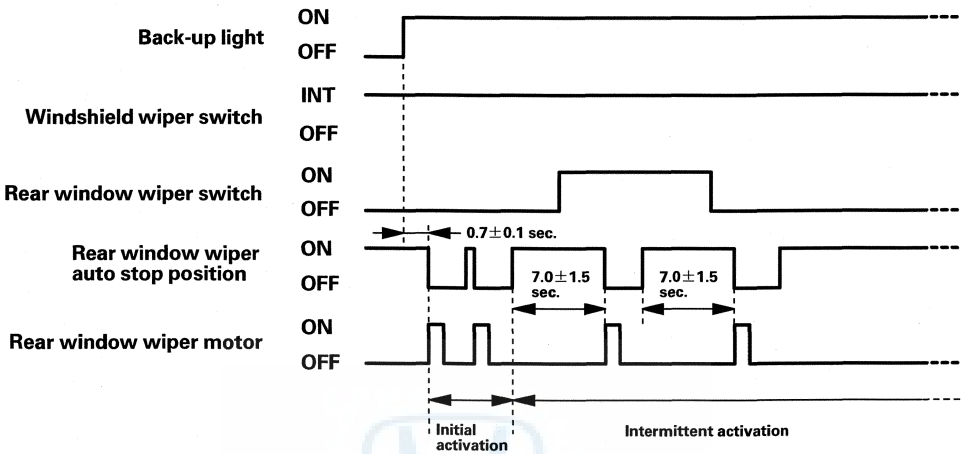 Back-up light
ON
OFF
Windshield wiper switch
INT
OFF
Rear window wiper switch
ON
OFF
0.7±0.1 sec.
Rear window wiper
auto stop position
ON
OFF
7.0±1.5
sec.
7.0±1.5
sec.
Rear window wiper motor
ON
OFF
Initial
activation
Intermittent activation